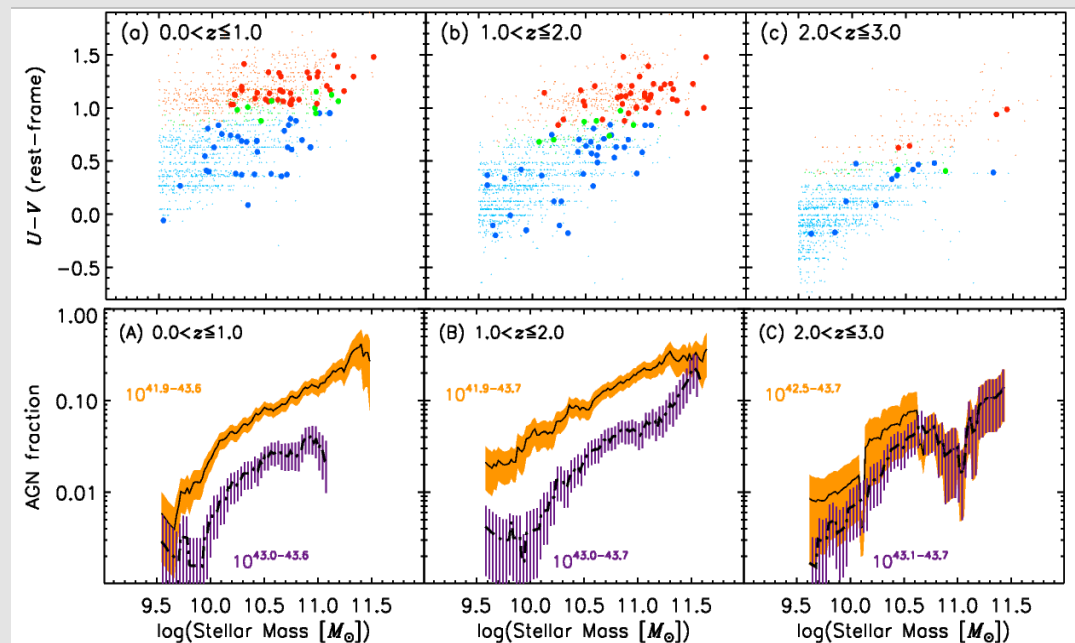 (a) 0.0<z≦1.0
(b) 1.0<z≦2.0
(c) 2.0<z≦3.0
U−V (rest−frame)
1.5
1.0
0.5
0.0
−0.5
(A) 0.0<z≦1.0
(B) 1.0<z≦2.0
(C) 2.0<z≦3.0
AGN fraction
1.00
0.10
0.01
10^41.9−43.6
10^41.9−43.7
10^42.5−43.7
10^43.0−43.6
10^43.0−43.7
10^43.1−43.7
9.5 10.0 10.5 11.0 11.5
9.5 10.0 10.5 11.0 11.5
9.5 10.0 10.5 11.0 11.5
log(Stellar Mass [M⊙])
log(Stellar Mass [M⊙])
log(Stellar Mass [M⊙])